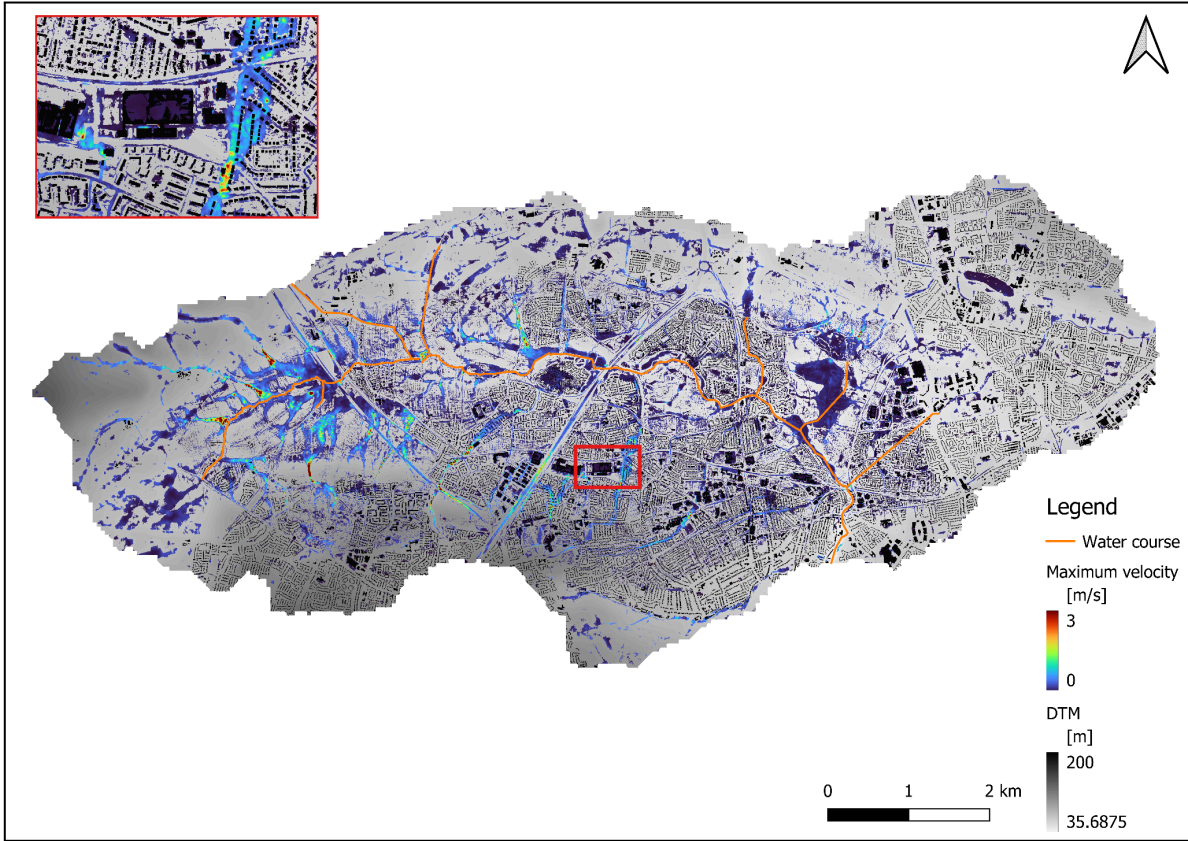 Legend
Water course
Maximum velocity
[m/s]
3
0
DTM
[m]
200
35.6875
0 1 2 km